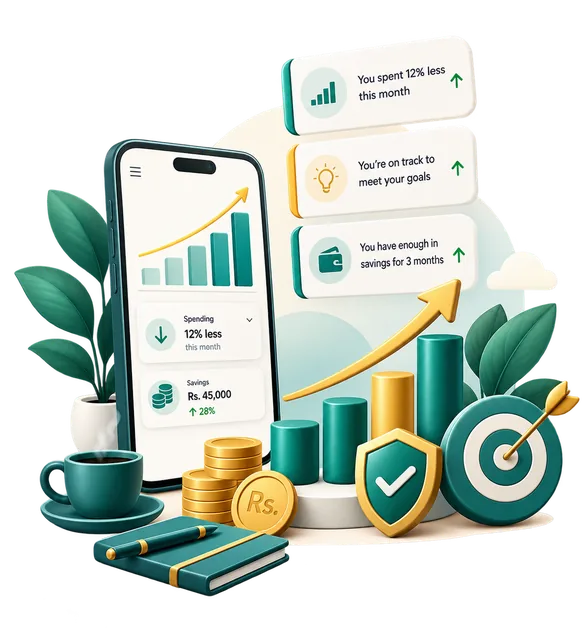 You spent 12% less
this month
You're on track to
meet your goals
You have enough in
savings for 3 months
Spending
12% less
this month
Savings
Rs. 45,000
↑ 28%
Rs.